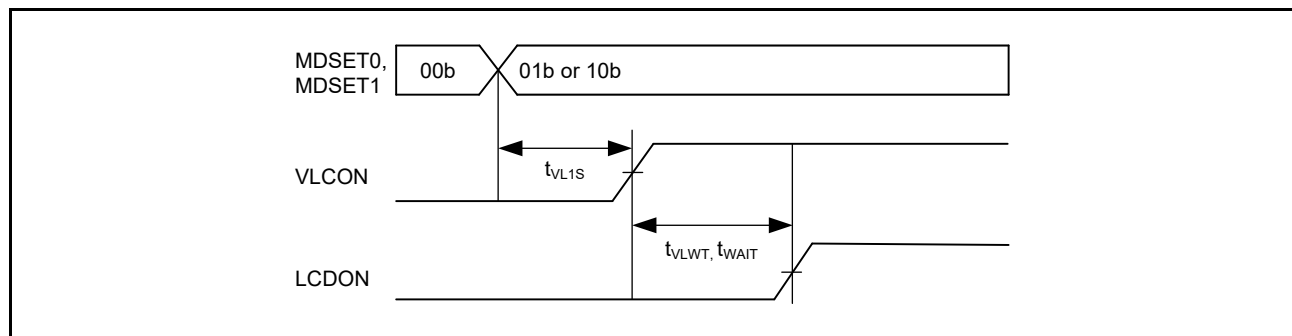 MDSET0,
MDSET1
00b
01b or 10b
tVL1S
VLCON
tVLWT, tWAIT
LCDON